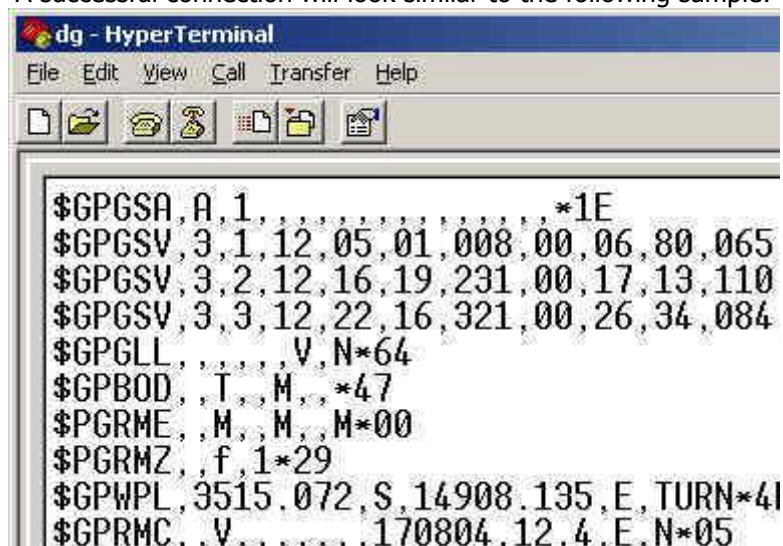 A successful connection will look similar to the following sample:
dg - HyperTerminal
File Edit View Call Transfer Help
$GPGSA,A,1,,,,,,,,,,,,,,,*1E
$GPGSV,3,1,12,05,01,008,00,06,80,065
$GPGSV,3,2,12,16,19,231,00,17,13,110
$GPGSV,3,3,12,22,16,321,00,26,34,084
$GPGLL,,,,,,V,N*64
$GPBOD,,T,,M,,*47
$PGRME,,M,,M,,M*00
$PGRMZ,,f,1*29
$GPWPL,3515.072,S,14908.135,E,TURN*4
$GPRMC,,V,,,,,,,170804,12.4,E,N*05